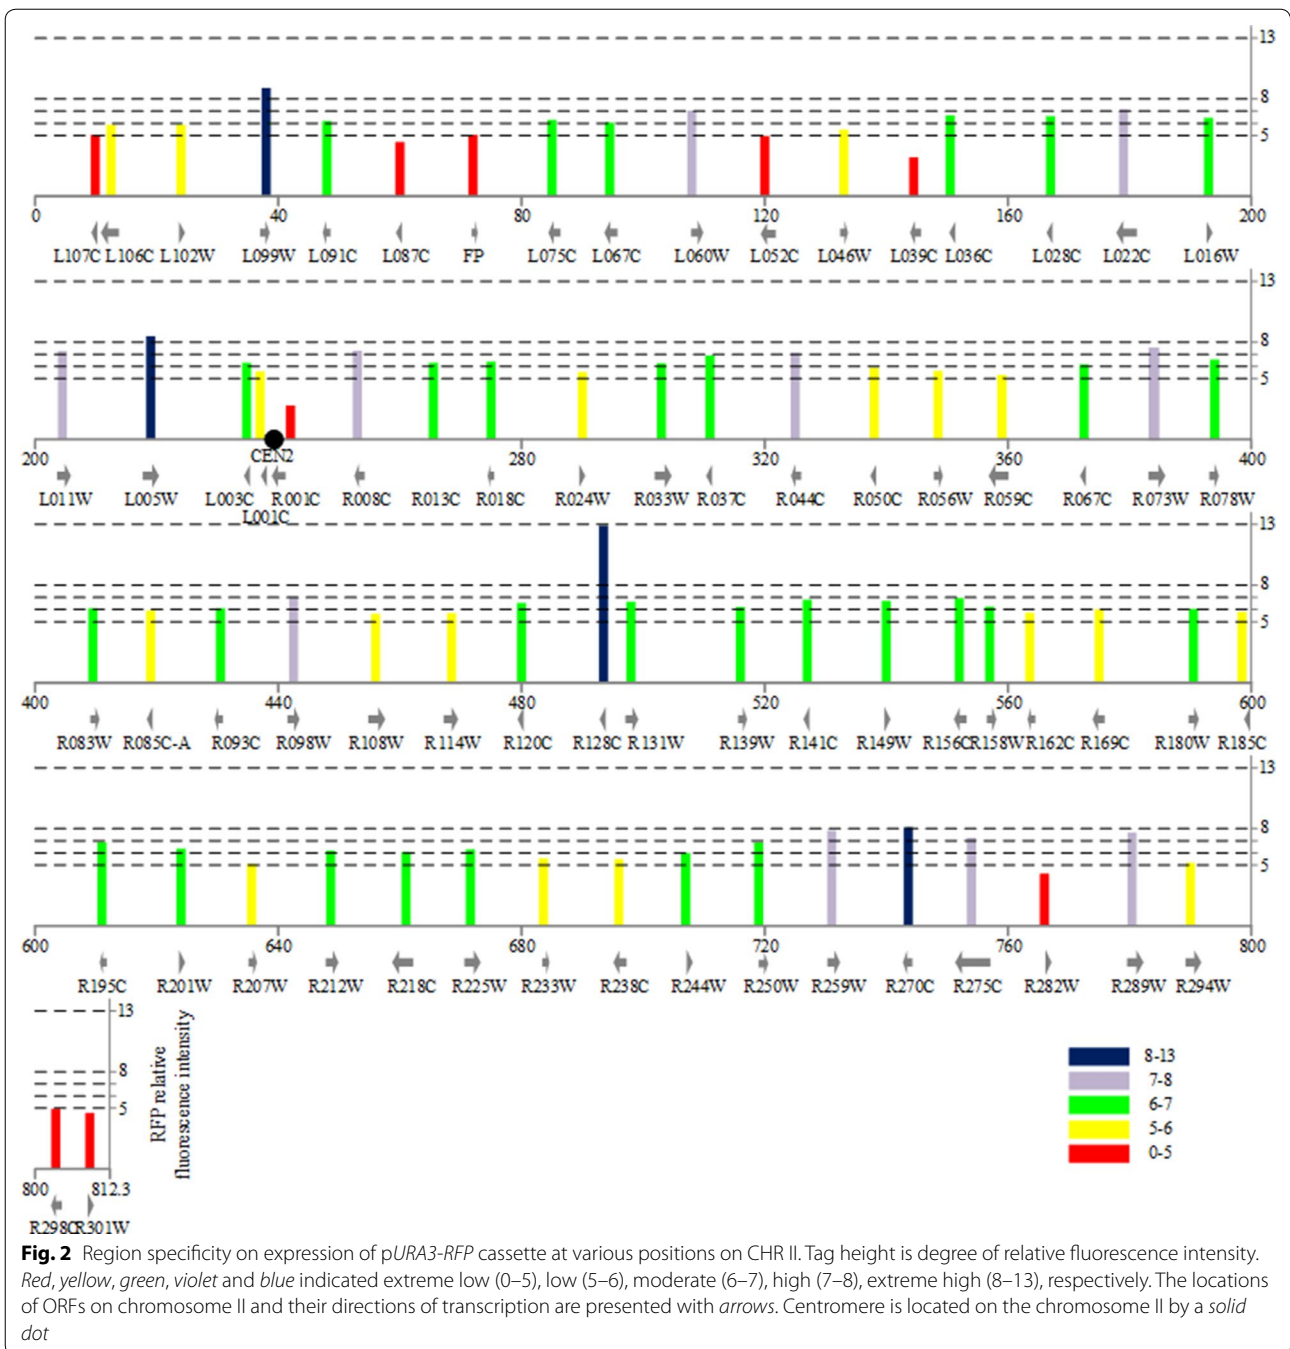 13
8
5
0 40 80 120 160 200
L107C L106C L102W L099W L091C L087C FP L075C L067C L060W L052C L046W L039C L036C L028C L022C L016W
13
8
5
200 240 280 320 360 400
CEN2
L011W L005W L003C R001C R008C R013C R018C R024W R033W R037C R044C R050C R056W R059C R067C R073W R078W
L001C
13
8
5
400 440 480 520 560 600
R083W R085C-A R093C R098W R108W R114W R120C R128C R131W R139W R141C R149W R156C R158W R162C R169C R180W R185C
13
8
5
600 640 680 720 760 800
R195C R201W R207W R212W R218C R225W R233W R238C R244W R250W R259W R270C R275C R282W R289W R294W
13
8
5
800 812.3
R298C R301W
RFP relative
fluorescence intensity
8-13
7-8
6-7
5-6
0-5
Fig. 2 Region specificity on expression of pURA3-RFP cassette at various positions on CHR II. Tag height is degree of relative fluorescence intensity.
Red, yellow, green, violet and blue indicated extreme low (0–5), low (5–6), moderate (6–7), high (7–8), extreme high (8–13), respectively. The locations
of ORFs on chromosome II and their directions of transcription are presented with arrows. Centromere is located on the chromosome II by a solid
dot